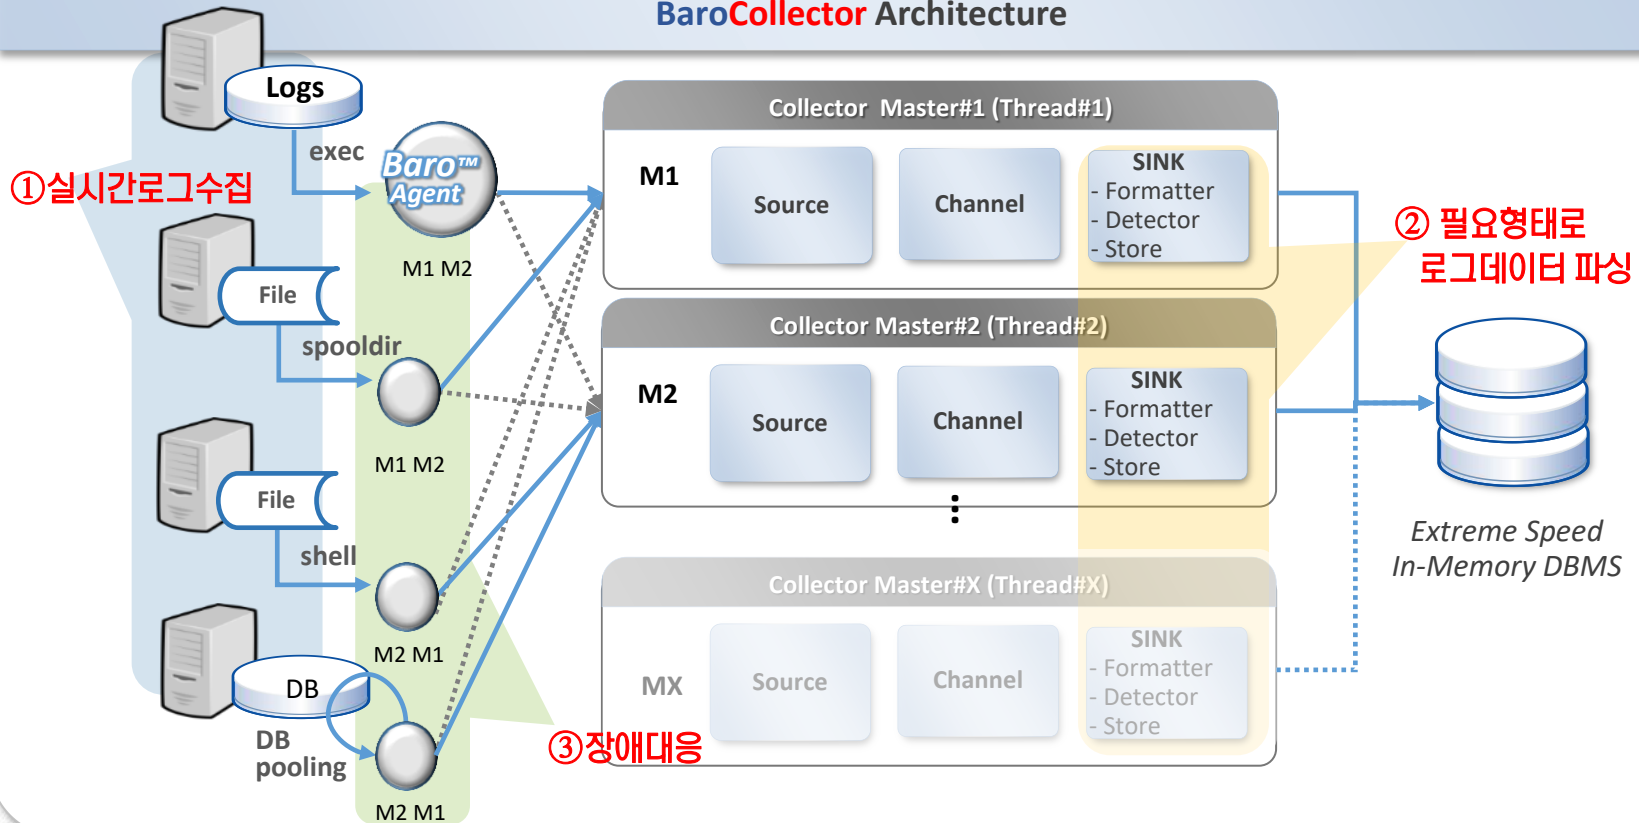 BaroCollector Architecture
Logs
exec
Baro™
Agent
M1 M2
①실시간로그수집
File
spooldir
M1 M2
File
shell
M2 M1
DB
DB
pooling
M2 M1
③장애대응
Collector Master#1 (Thread#1)
M1
Source
Channel
SINK
- Formatter
- Detector
- Store
Collector Master#2 (Thread#2)
M2
Source
Channel
SINK
- Formatter
- Detector
- Store
⋮
Collector Master#X (Thread#X)
MX
Source
Channel
SINK
- Formatter
- Detector
- Store
② 필요형태로
로그데이터 파싱
Extreme Speed
In-Memory DBMS